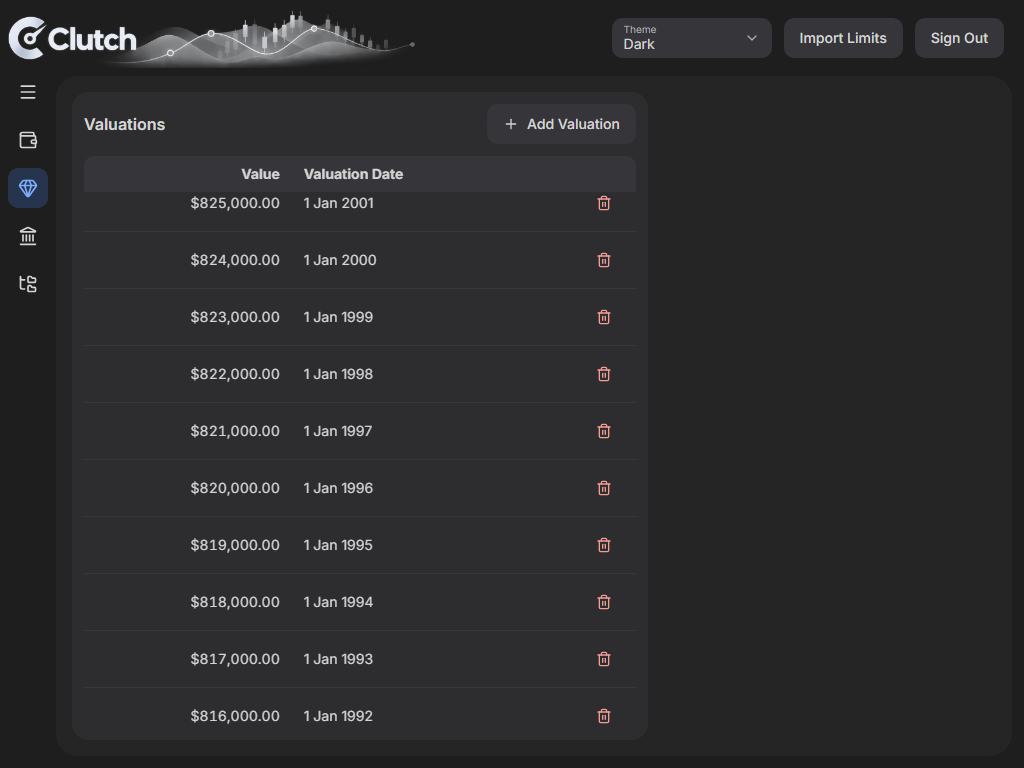 Clutch
Theme
Dark
Import Limits
Sign Out
Valuations
Add Valuation
Value Valuation Date
$825,000.00 1 Jan 2001
$824,000.00 1 Jan 2000
$823,000.00 1 Jan 1999
$822,000.00 1 Jan 1998
$821,000.00 1 Jan 1997
$820,000.00 1 Jan 1996
$819,000.00 1 Jan 1995
$818,000.00 1 Jan 1994
$817,000.00 1 Jan 1993
$816,000.00 1 Jan 1992